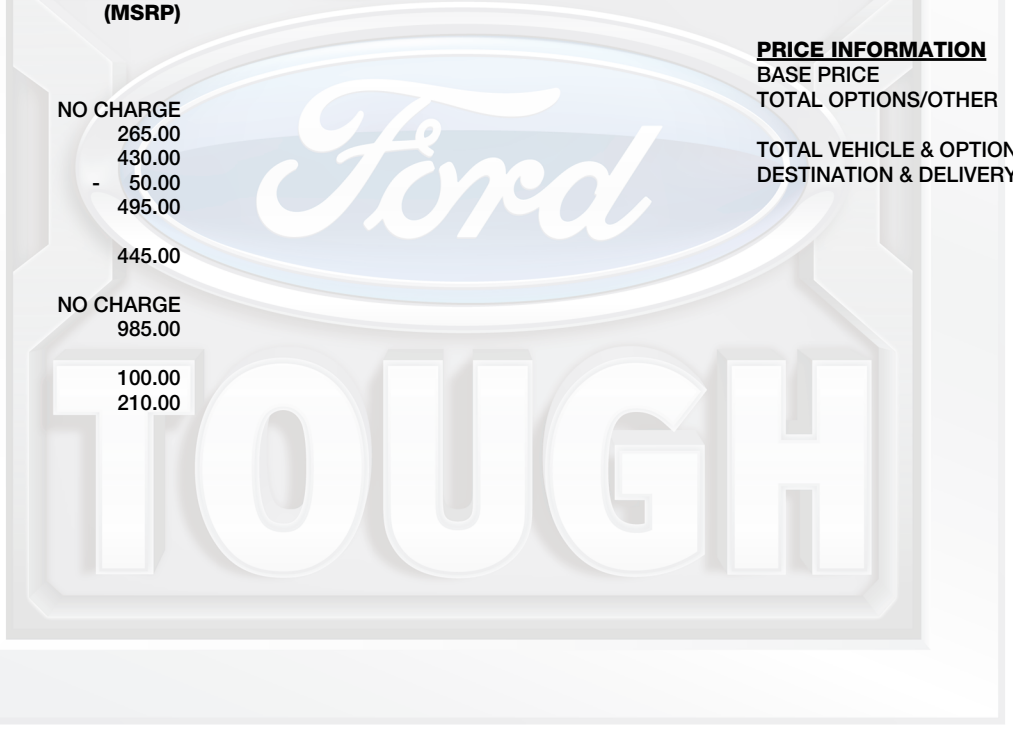 (MSRP)
NO CHARGE
265.00
430.00
- 50.00
495.00
445.00
NO CHARGE
985.00
100.00
210.00
PRICE INFORMATION
BASE PRICE
TOTAL OPTIONS/OTHER
TOTAL VEHICLE & OPTION
DESTINATION & DELIVERY
Ford
TOUGH